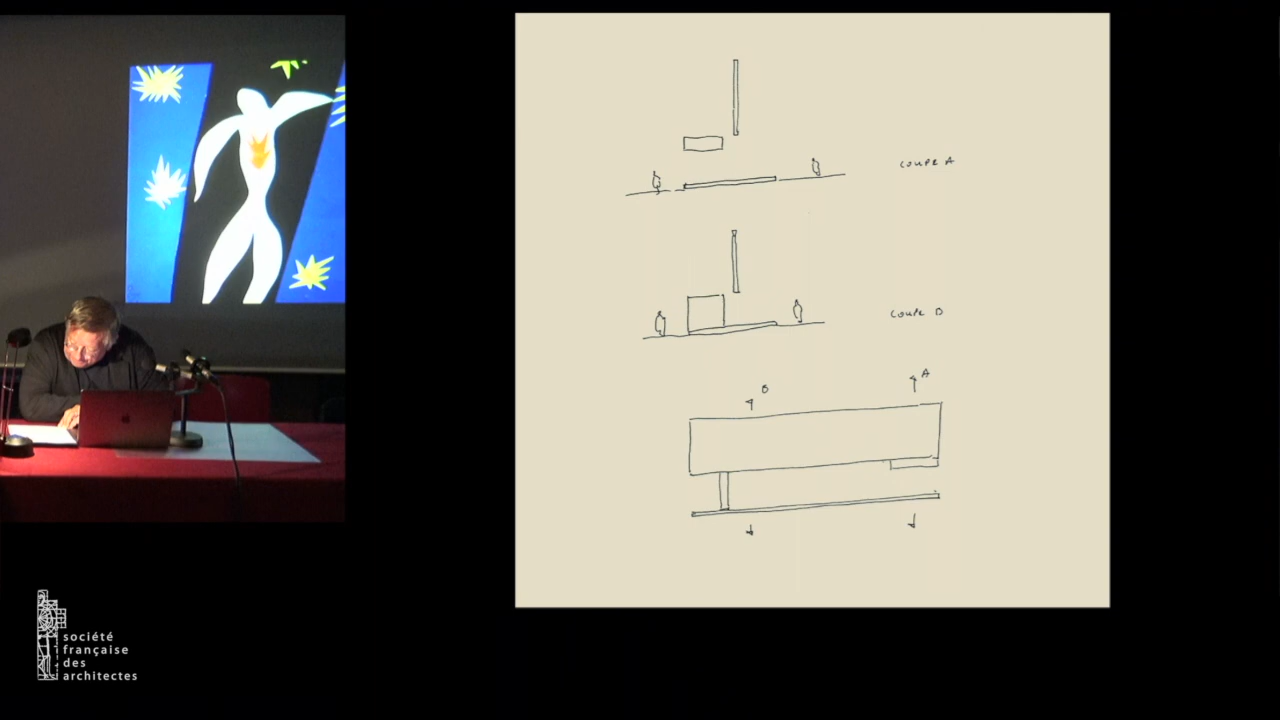 COUPE A
COUPE B
B
A
société
française
des
architectes